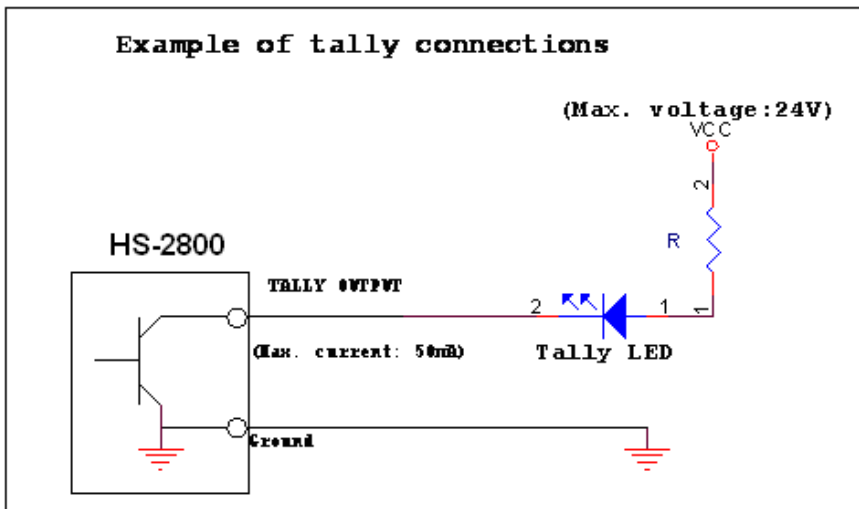 Example of tally connections
(Max. voltage:24V)
VCC
2
R
HS-2800
TALLY OUTPUT
2
1
1
(Max. current: 50mA)
Tally LED
Ground